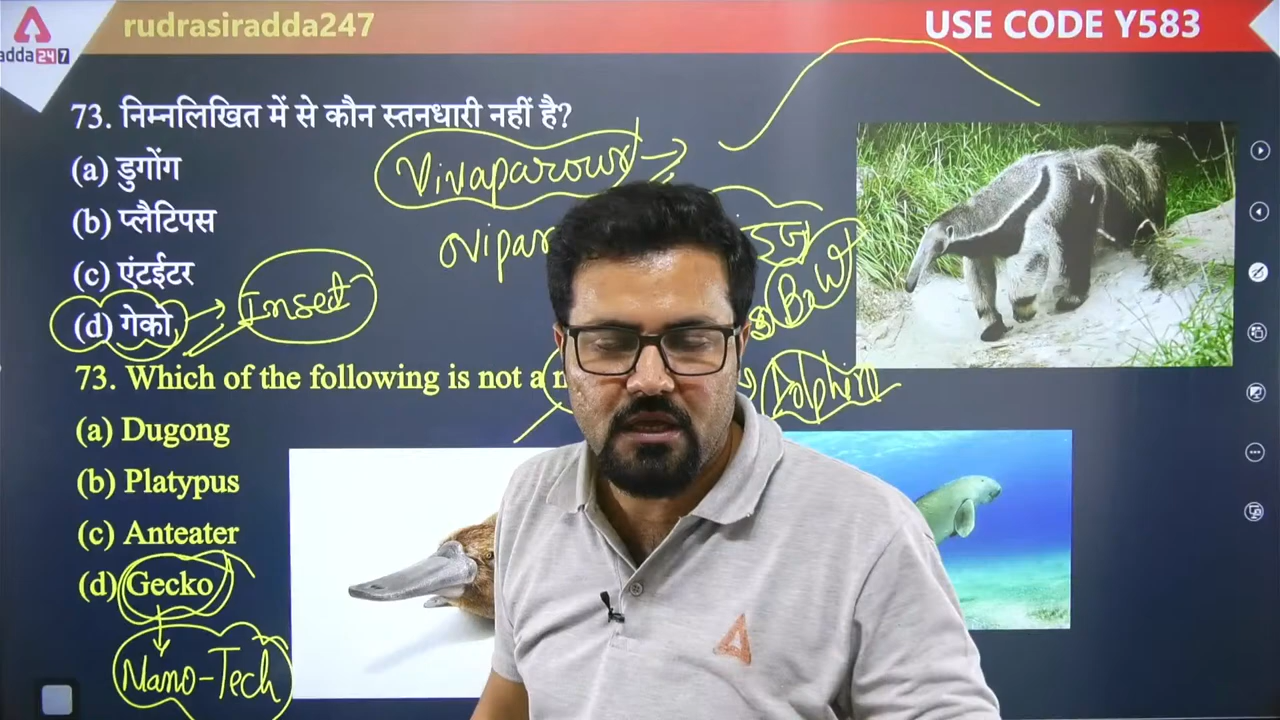 rudrasiradda247
USE CODE Y583
adda247
73. निम्नलिखित में से कौन स्तनधारी नहीं है?
(a) डुगोंग
(b) प्लैटिपस
(c) एंटईटर
(d) गेको
Vivaparous
ovipar
Insect
73. Which of the following is not a
(a) Dugong
(b) Platypus
(c) Anteater
(d) Gecko
Dolphin
Nano-Tech